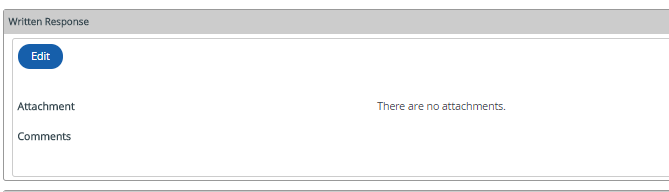 Written Response
Edit
Attachment There are no attachments.
Comments